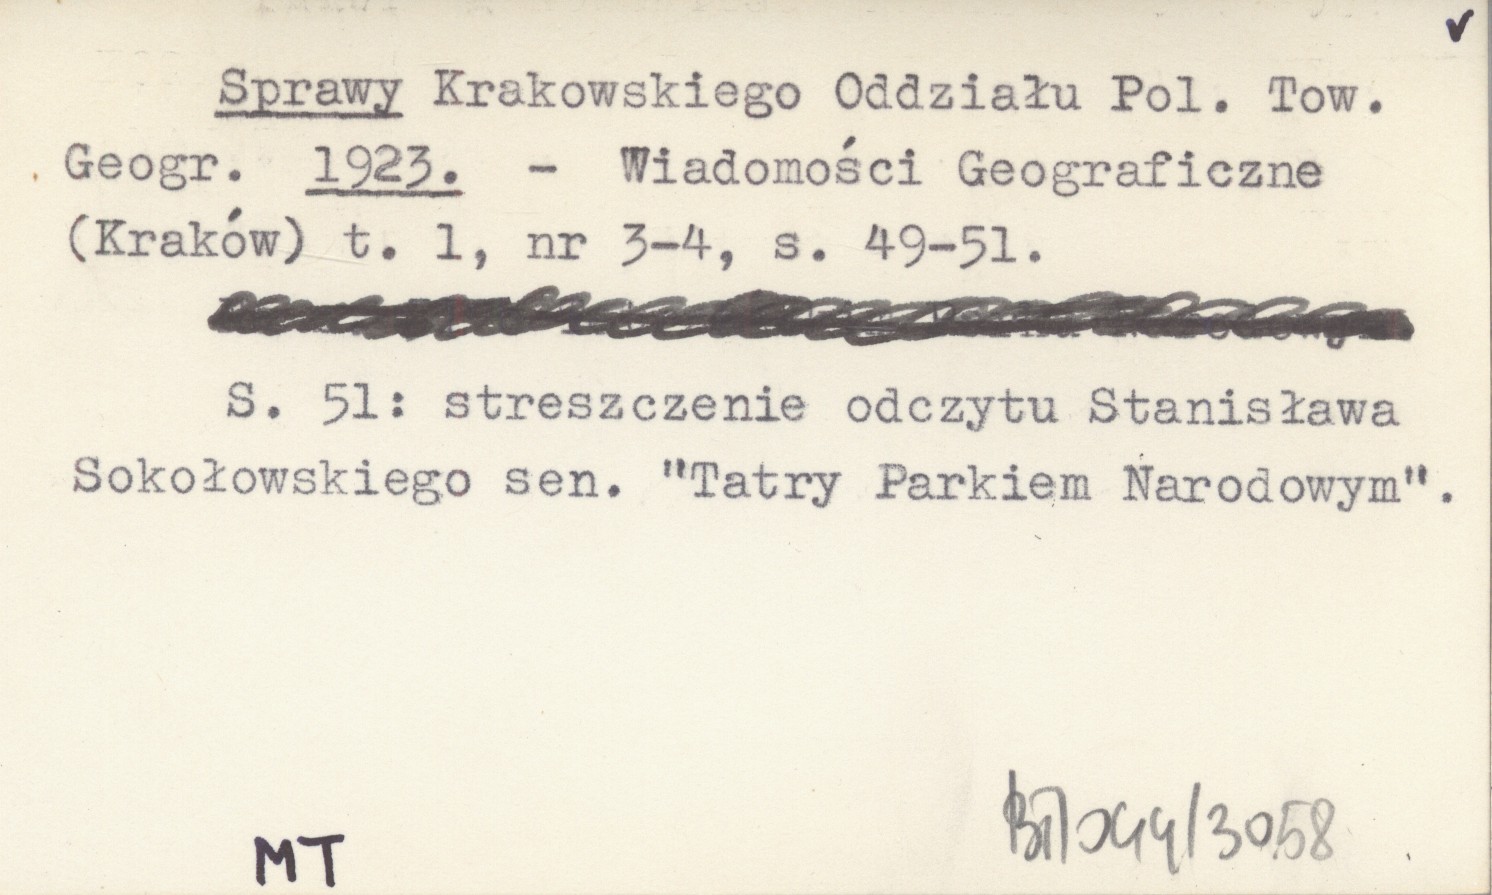 Sprawy Krakowskiego Oddziału Pol. Tow.
Geogr. 1923. - Wiadomości Geograficzne
(Kraków) t. 1, nr 3-4, s. 49-51.
S. 51: streszczenie odczytu Stanisława
Sokołowskiego sen. "Tatry Parkiem Narodowym".
MT